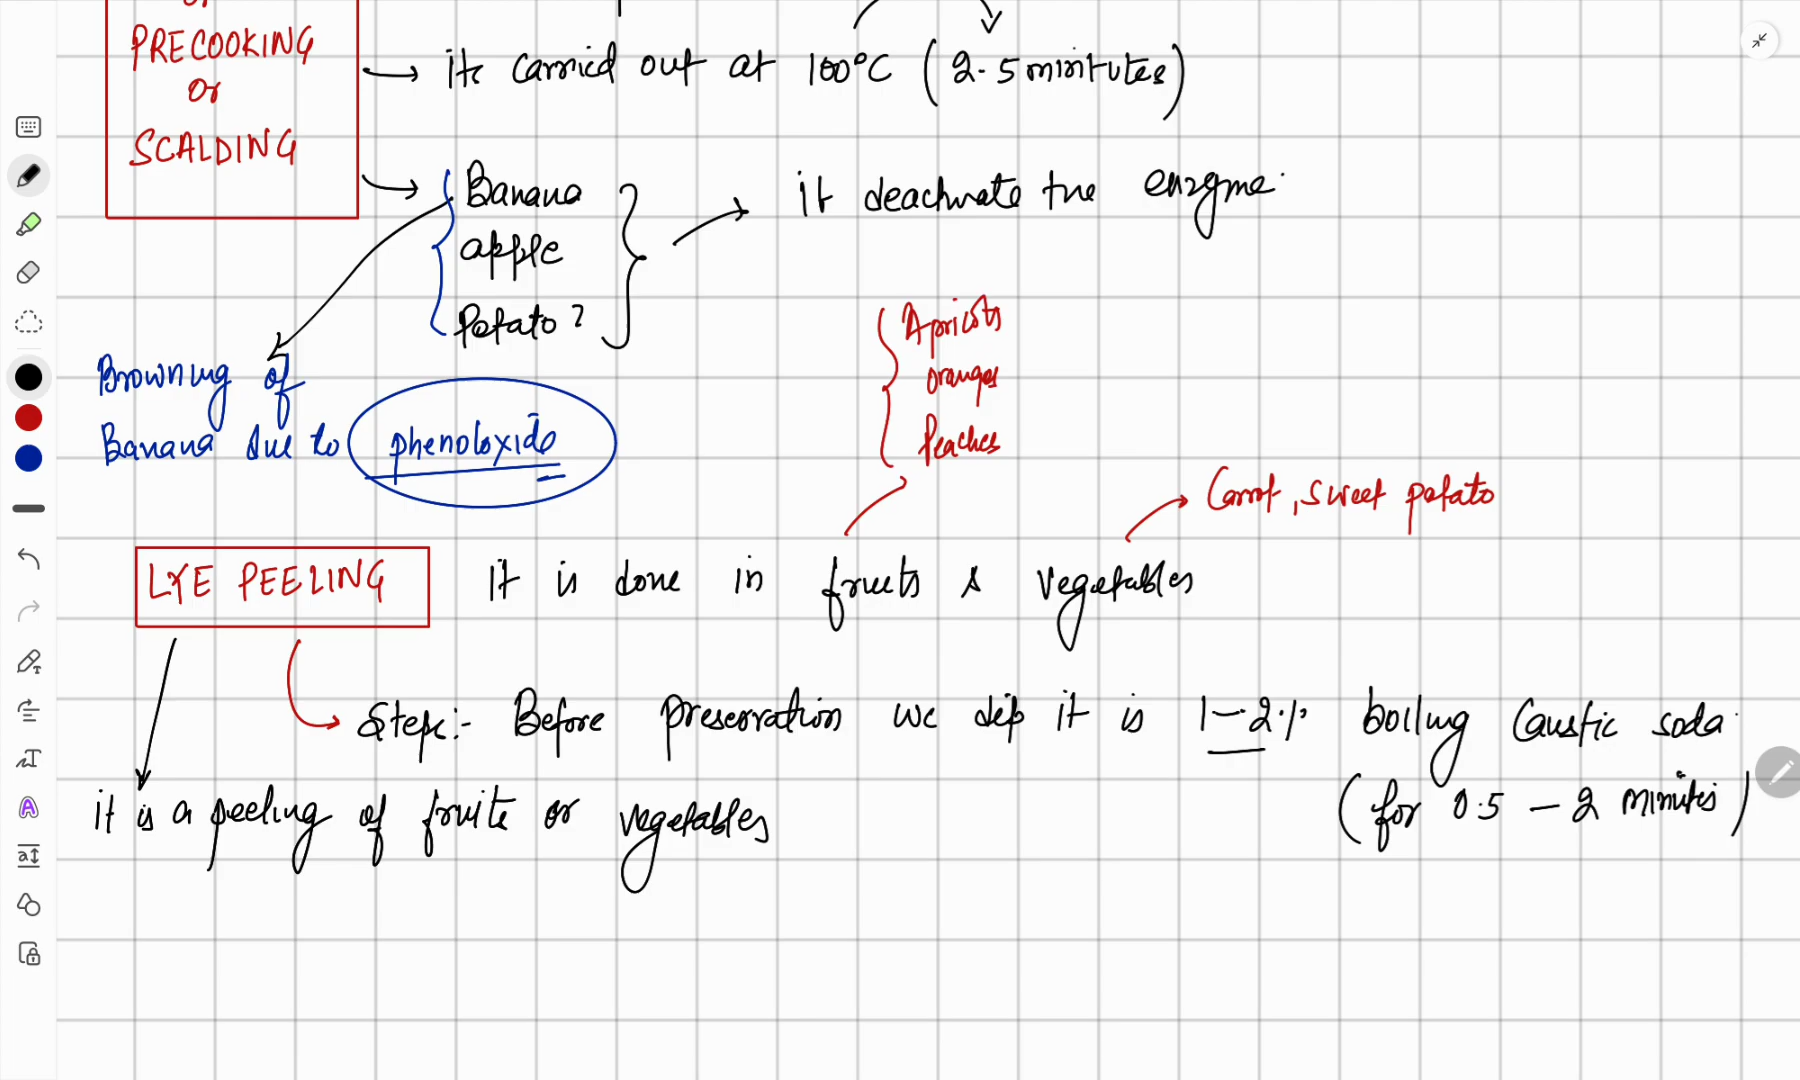 or
PRECOOKING
or
SCALDING
its carried out at 100°C (2-5 mintutes)
Banana
apple
Potato?
it deactivate the enzyme.
Browning of
Banana due to phenoloxide
Apricots
oranges
Peaches
Carrot, sweet potato
LYE PEELING
It is done in fruits & vegetables
Steps:- Before preservation we dip it is 1-2% boiling Caustic soda.
(for 0.5 - 2 minutes)
it is a peeling of fruits or vegetables